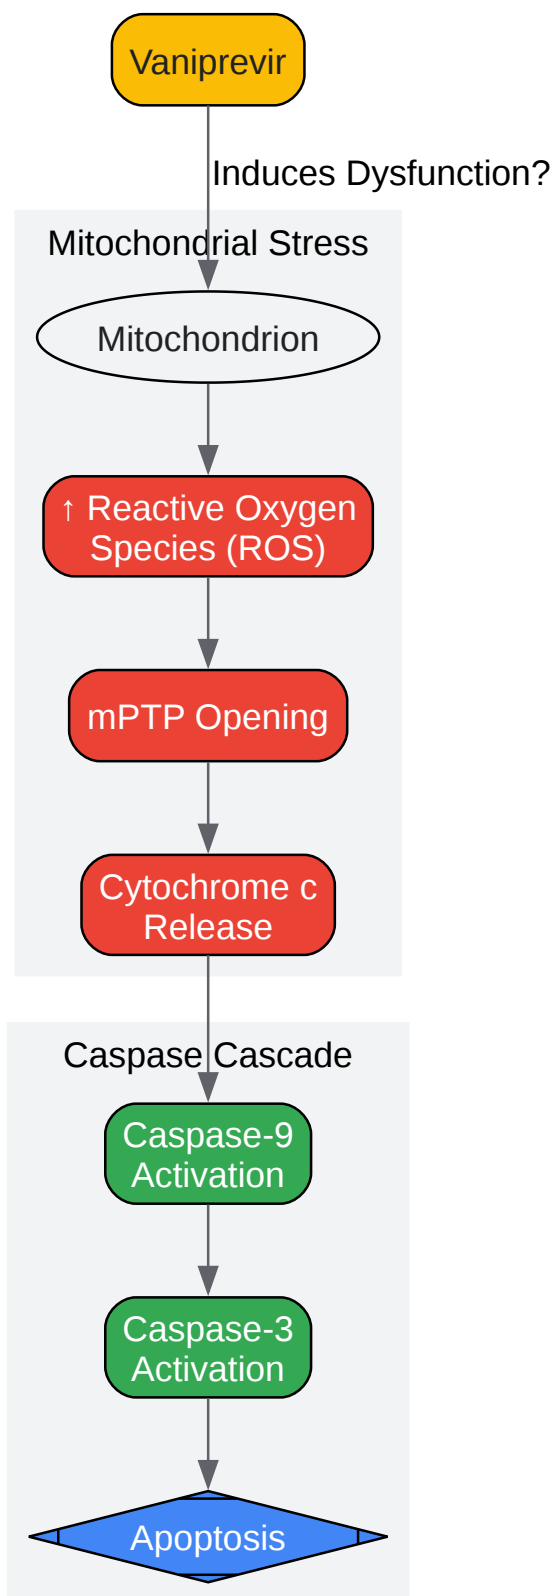 Vaniprevir
Induces Dysfunction?
Mitochondrial Stress
Mitochondrion
↑ Reactive Oxygen
Species (ROS)
mPTP Opening
Cytochrome c
Release
Caspase Cascade
Caspase-9
Activation
Caspase-3
Activation
Apoptosis